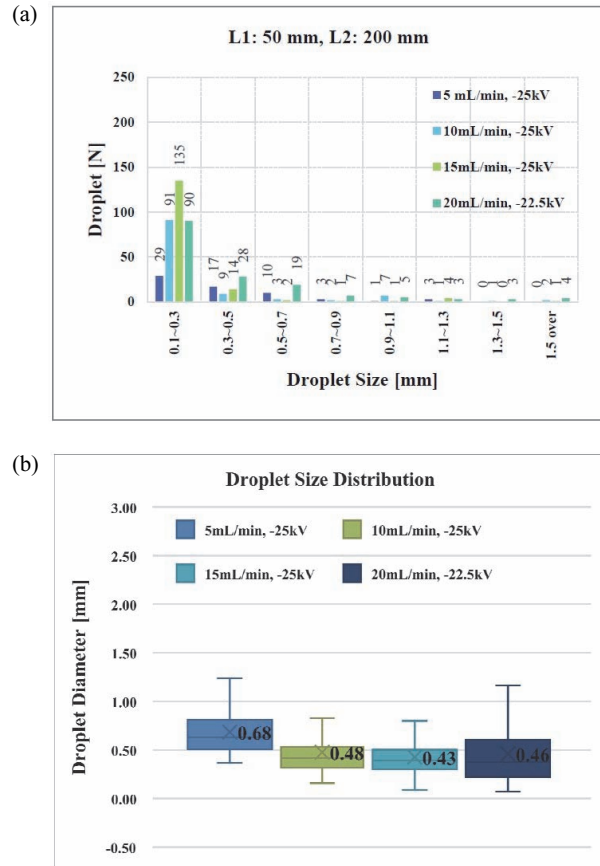 (a)
L1: 50 mm, L2: 200 mm
250
200
150
100
50
0
Droplet [N]
5 mL/min, -25kV
10mL/min, -25kV
15mL/min, -25kV
20mL/min, -22.5kV
29 91 135 90
17 9 14 28
10 3 2 19
3 2 1 7
1 7 1 5
3 1 4 3
0 1 0 3
0 2 1 4
0.1~0.3 0.3~0.5 0.5~0.7 0.7~0.9 0.9~1.1 1.1~1.3 1.3~1.5 1.5 over
Droplet Size [mm]
(b)
Droplet Size Distribution
3.00
2.50
2.00
1.50
1.00
0.50
0.00
-0.50
Droplet Diameter [mm]
5mL/min, -25kV 10mL/min, -25kV
15mL/min, -25kV 20mL/min, -22.5kV
0.68 0.48 0.43 0.46